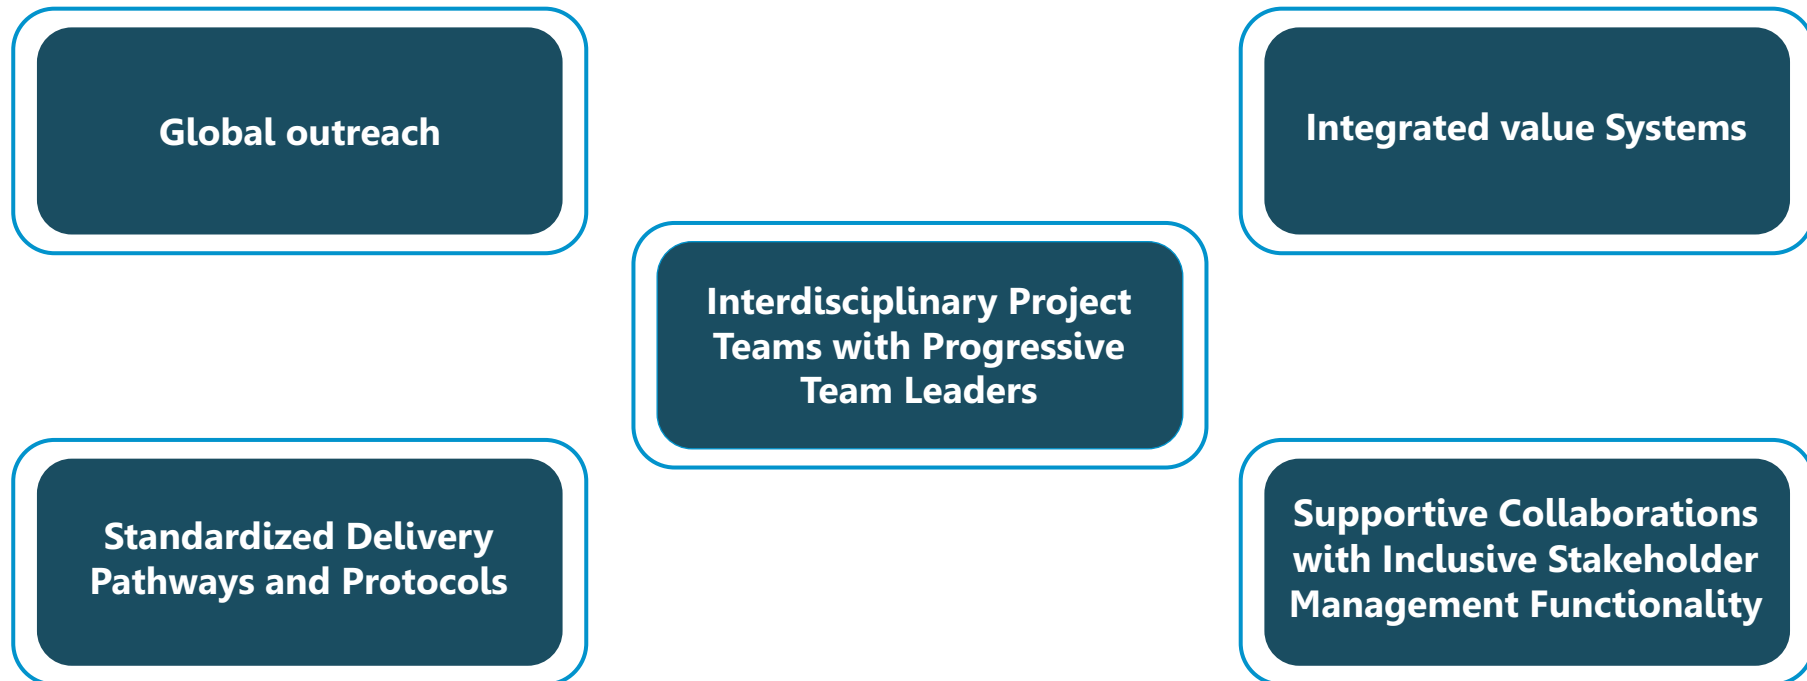 Global outreach
Integrated value Systems
Interdisciplinary Project
Teams with Progressive
Team Leaders
Standardized Delivery
Pathways and Protocols
Supportive Collaborations
with Inclusive Stakeholder
Management Functionality